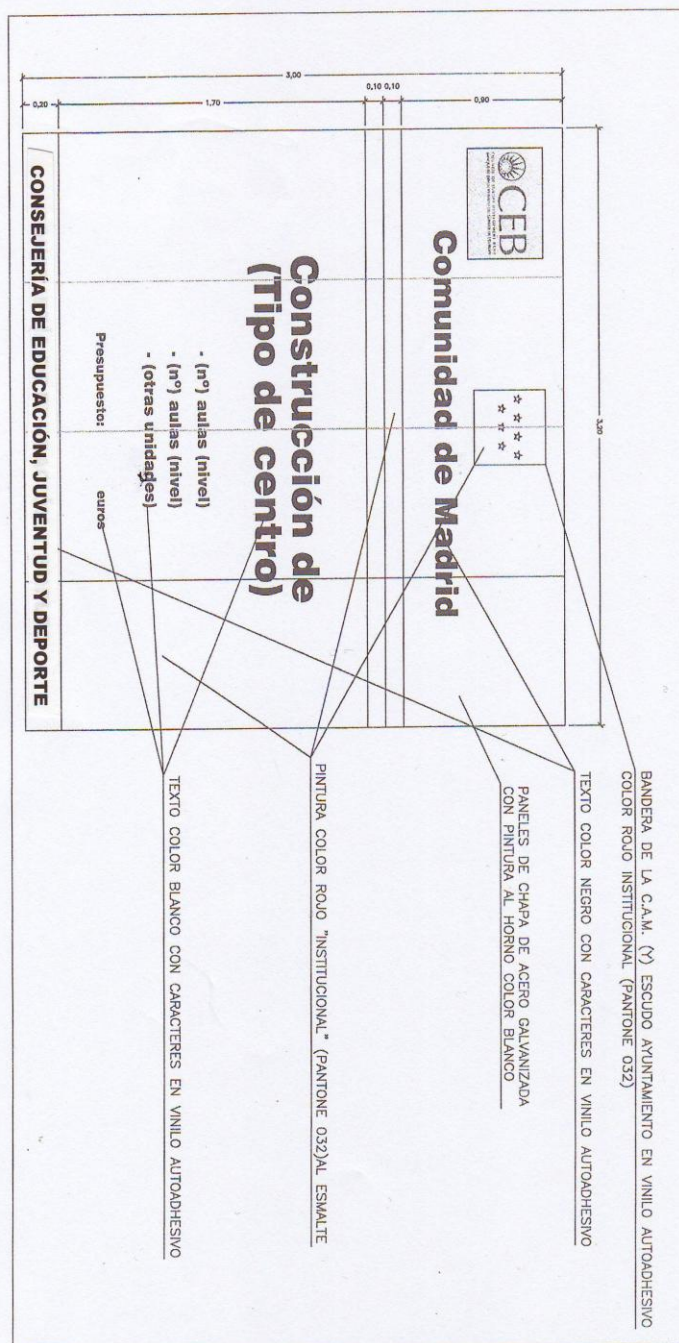 3,20
3,00
0,90
0,10
0,10
1,70
0,20
CEB
Comunidad de Madrid
Construcción de
(Tipo de centro)
- (nº) aulas (nivel)
- (nº) aulas (nivel)
- (otras unidades)
Presupuesto: euros
CONSEJERÍA DE EDUCACIÓN, JUVENTUD Y DEPORTE
BANDERA DE LA C.A.M. (Y) ESCUDO AYUNTAMIENTO EN VINILO AUTOADHESIVO
COLOR ROJO INSTITUCIONAL (PANTONE 032)
TEXTO COLOR NEGRO CON CARACTERES EN VINILO AUTOADHESIVO
PANELES DE CHAPA DE ACERO GALVANIZADA
CON PINTURA AL HORNO COLOR BLANCO
PINTURA COLOR ROJO "INSTITUCIONAL" (PANTONE 032)AL ESMALTE
TEXTO COLOR BLANCO CON CARACTERES EN VINILO AUTOADHESIVO